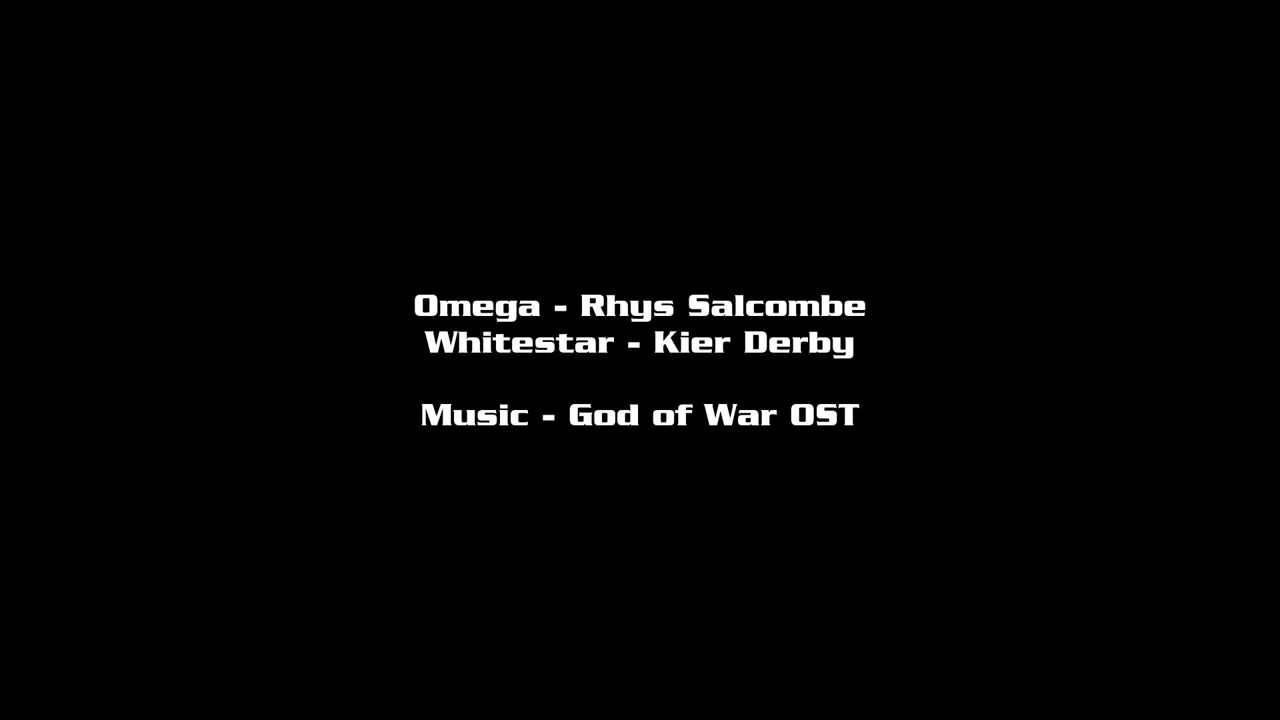 Omega - Rhys Salcombe
Whitestar - Kier Derby
Music - God of War OST